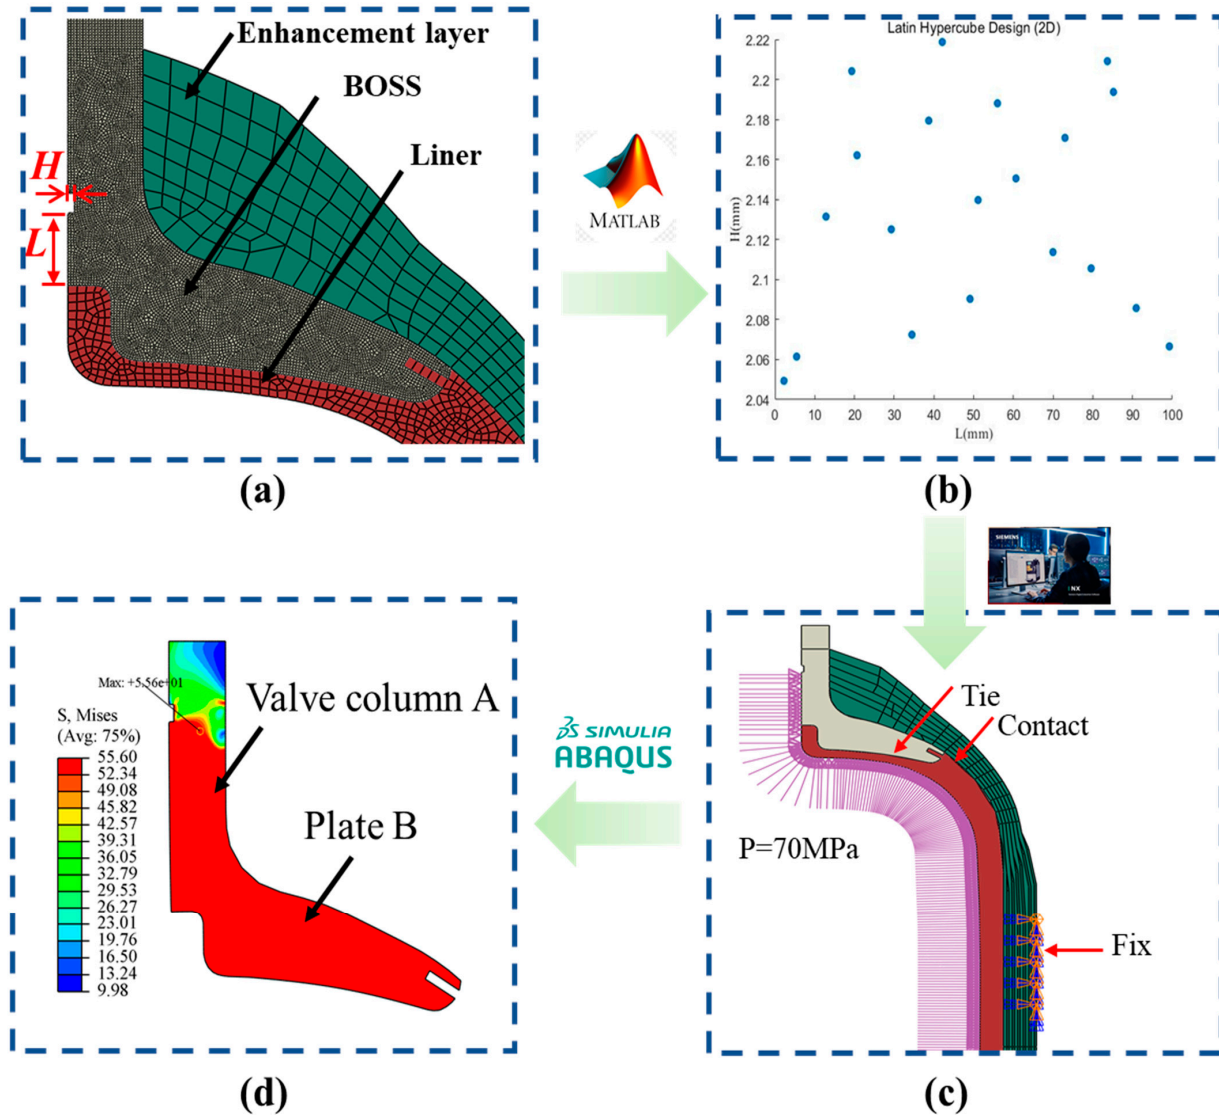 Enhancement layer
BOSS
Liner
H
L
(a)
MATLAB
Latin Hypercube Design (2D)
2.22
2.2
2.18
2.16
2.14
2.12
2.1
2.08
2.06
2.04
H(mm)
0 10 20 30 40 50 60 70 80 90 100
L(mm)
(b)
SIEMENS
NX
Tie
Contact
P=70MPa
Fix
(c)
SIMULIA
ABAQUS
Max: +5.56e+01
Valve column A
Plate B
S, Mises
(Avg: 75%)
55.60
52.34
49.08
45.82
42.57
39.31
36.05
32.79
29.53
26.27
23.01
19.76
16.50
13.24
9.98
(d)